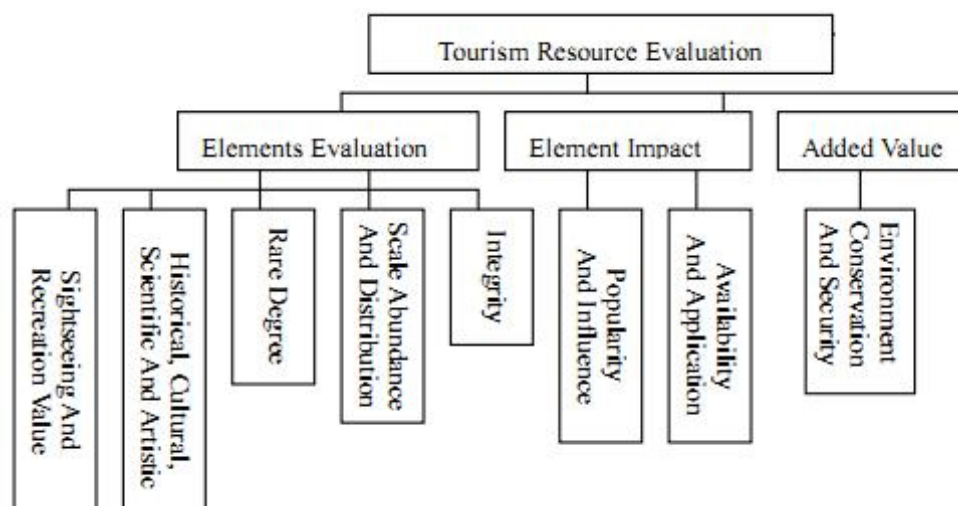 Tourism Resource Evaluation
Elements Evaluation
Element Impact
Added Value
Sightseeing And
Recreation Value
Historical, Cultural,
Scientific And Artistic
Rare Degree
Scale Abundance
And Distribution
Integrity
Popularity
And Influence
Availability
And Application
Environment
Conservation
And Security